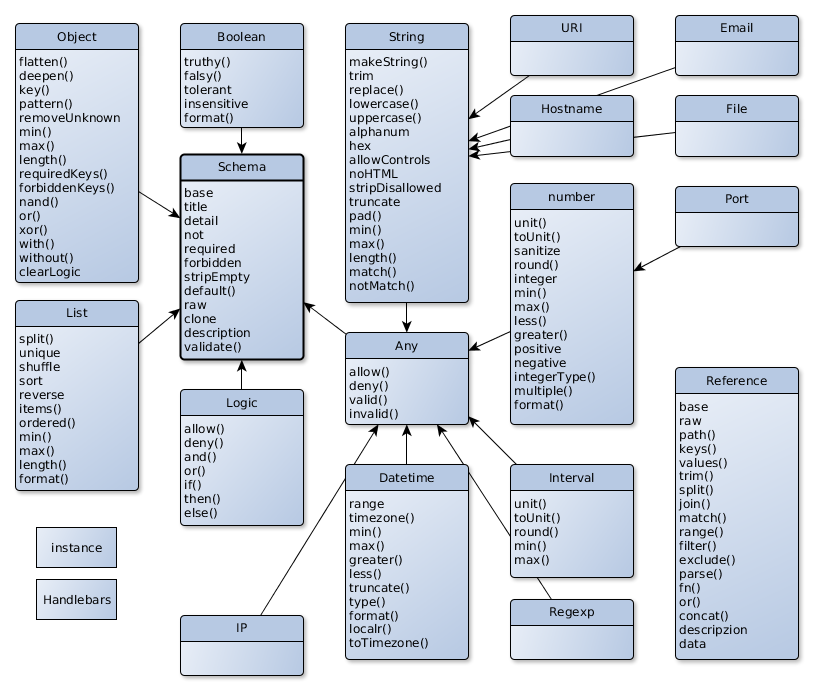 Object
flatten()
deepen()
key()
pattern()
removeUnknown
min()
max()
length()
requiredKeys()
forbiddenKeys()
nand()
or()
xor()
with()
without()
clearLogic
List
split()
unique
shuffle
sort
reverse
items()
ordered()
min()
max()
length()
format()
instance
Handlebars
Boolean
truthy()
falsy()
tolerant
insensitive
format()
Schema
base
title
detail
not
required
forbidden
stripEmpty
default()
raw
clone
description
validate()
Logic
allow()
deny()
and()
or()
if()
then()
else()
IP
String
makeString()
trim
replace()
lowercase()
uppercase()
alphanum
hex
allowControls
noHTML
stripDisallowed
truncate
pad()
min()
max()
length()
match()
notMatch()
Any
allow()
deny()
valid()
invalid()
Datetime
range
timezone()
min()
max()
greater()
less()
truncate()
type()
format()
localr()
toTimezone()
URI
Hostname
number
unit()
toUnit()
sanitize
round()
integer
min()
max()
less()
greater()
positive
negative
integerType()
multiple()
format()
Interval
unit()
toUnit()
round()
min()
max()
Regexp
Email
File
Port
Reference
base
raw
path()
keys()
values()
trim()
split()
join()
match()
range()
filter()
exclude()
parse()
fn()
or()
concat()
descripzion
data